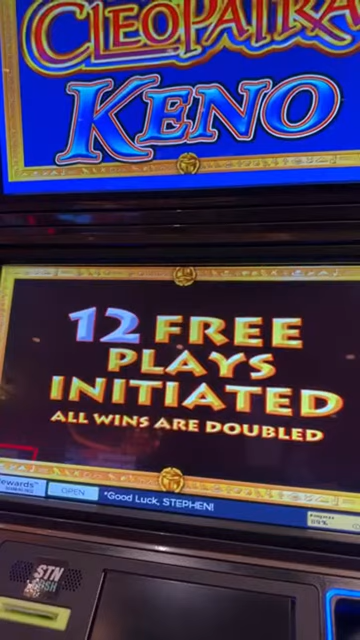 CLEOPATRA
KENO
12 FREE
PLAYS
INITIATED
ALL WINS ARE DOUBLED
OPEN
*Good Luck, STEPHEN!
STN